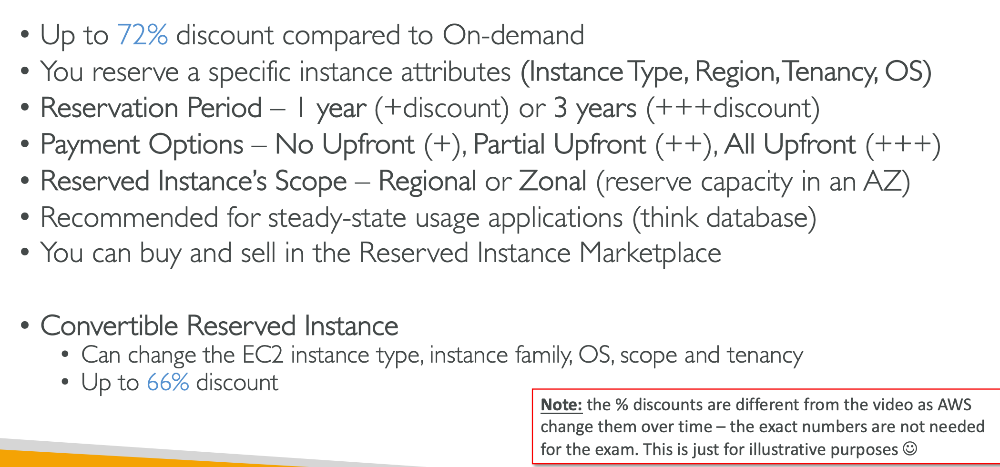 • Up to 72% discount compared to On-demand
• You reserve a specific instance attributes (Instance Type, Region, Tenancy, OS)
• Reservation Period – 1 year (+discount) or 3 years (+++discount)
• Payment Options – No Upfront (+), Partial Upfront (++), All Upfront (+++)
• Reserved Instance’s Scope – Regional or Zonal (reserve capacity in an AZ)
• Recommended for steady-state usage applications (think database)
• You can buy and sell in the Reserved Instance Marketplace
• Convertible Reserved Instance
• Can change the EC2 instance type, instance family, OS, scope and tenancy
• Up to 66% discount
Note: the % discounts are different from the video as AWS
change them over time – the exact numbers are not needed
for the exam. This is just for illustrative purposes ☺